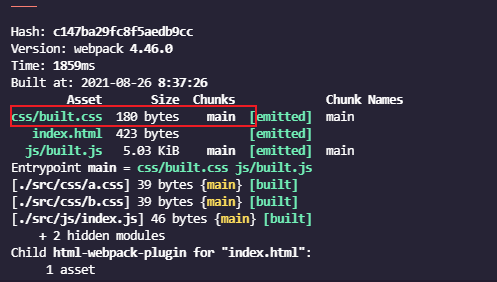 Hash: c147ba29fc8f5aedb9cc
Version: webpack 4.46.0
Time: 1859ms
Built at: 2021-08-26 8:37:26
Asset Size Chunks Chunk Names
css/built.css 180 bytes main [emitted] main
index.html 423 bytes [emitted]
js/built.js 5.03 KiB main [emitted] main
Entrypoint main = css/built.css js/built.js
[./src/css/a.css] 39 bytes {main} [built]
[./src/css/b.css] 39 bytes {main} [built]
[./src/js/index.js] 46 bytes {main} [built]
+ 2 hidden modules
Child html-webpack-plugin for "index.html":
1 asset